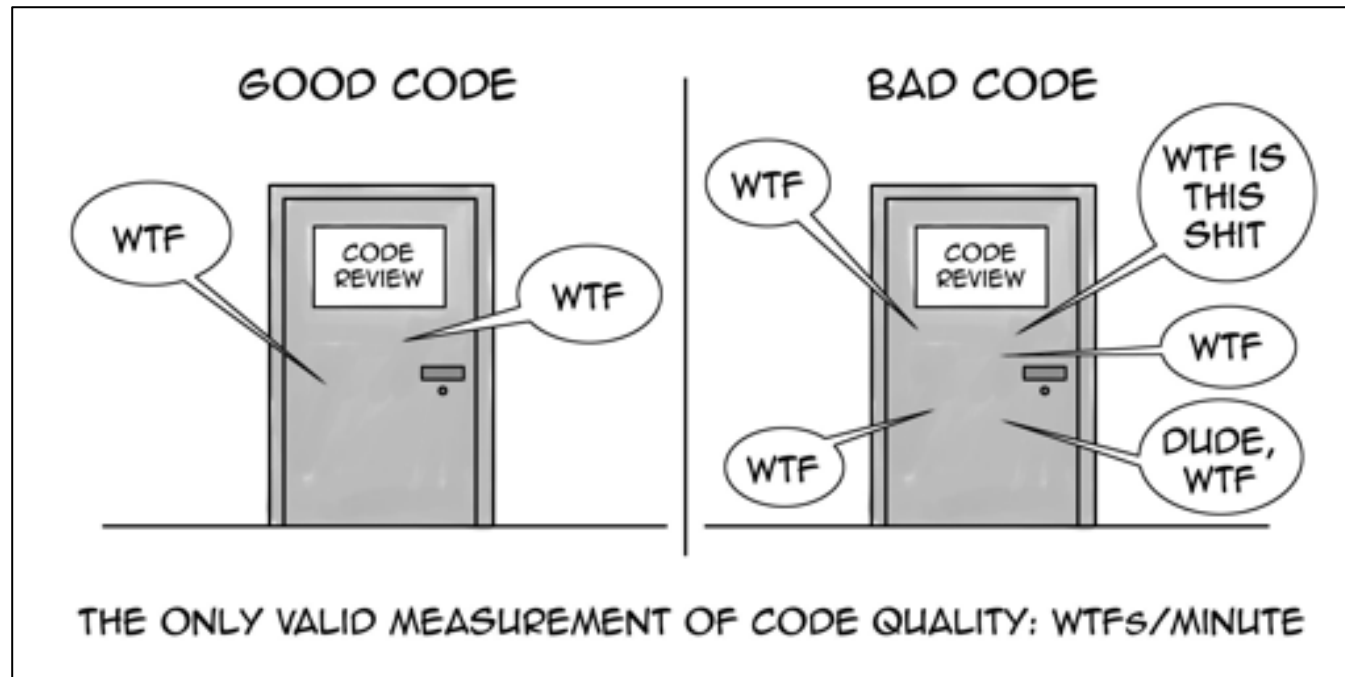 GOOD CODE
WTF
CODE
REVIEW
WTF
BAD CODE
WTF
WTF IS
THIS
SHIT
CODE
REVIEW
WTF
WTF
DUDE,
WTF
THE ONLY VALID MEASUREMENT OF CODE QUALITY: WTFs/MINUTE